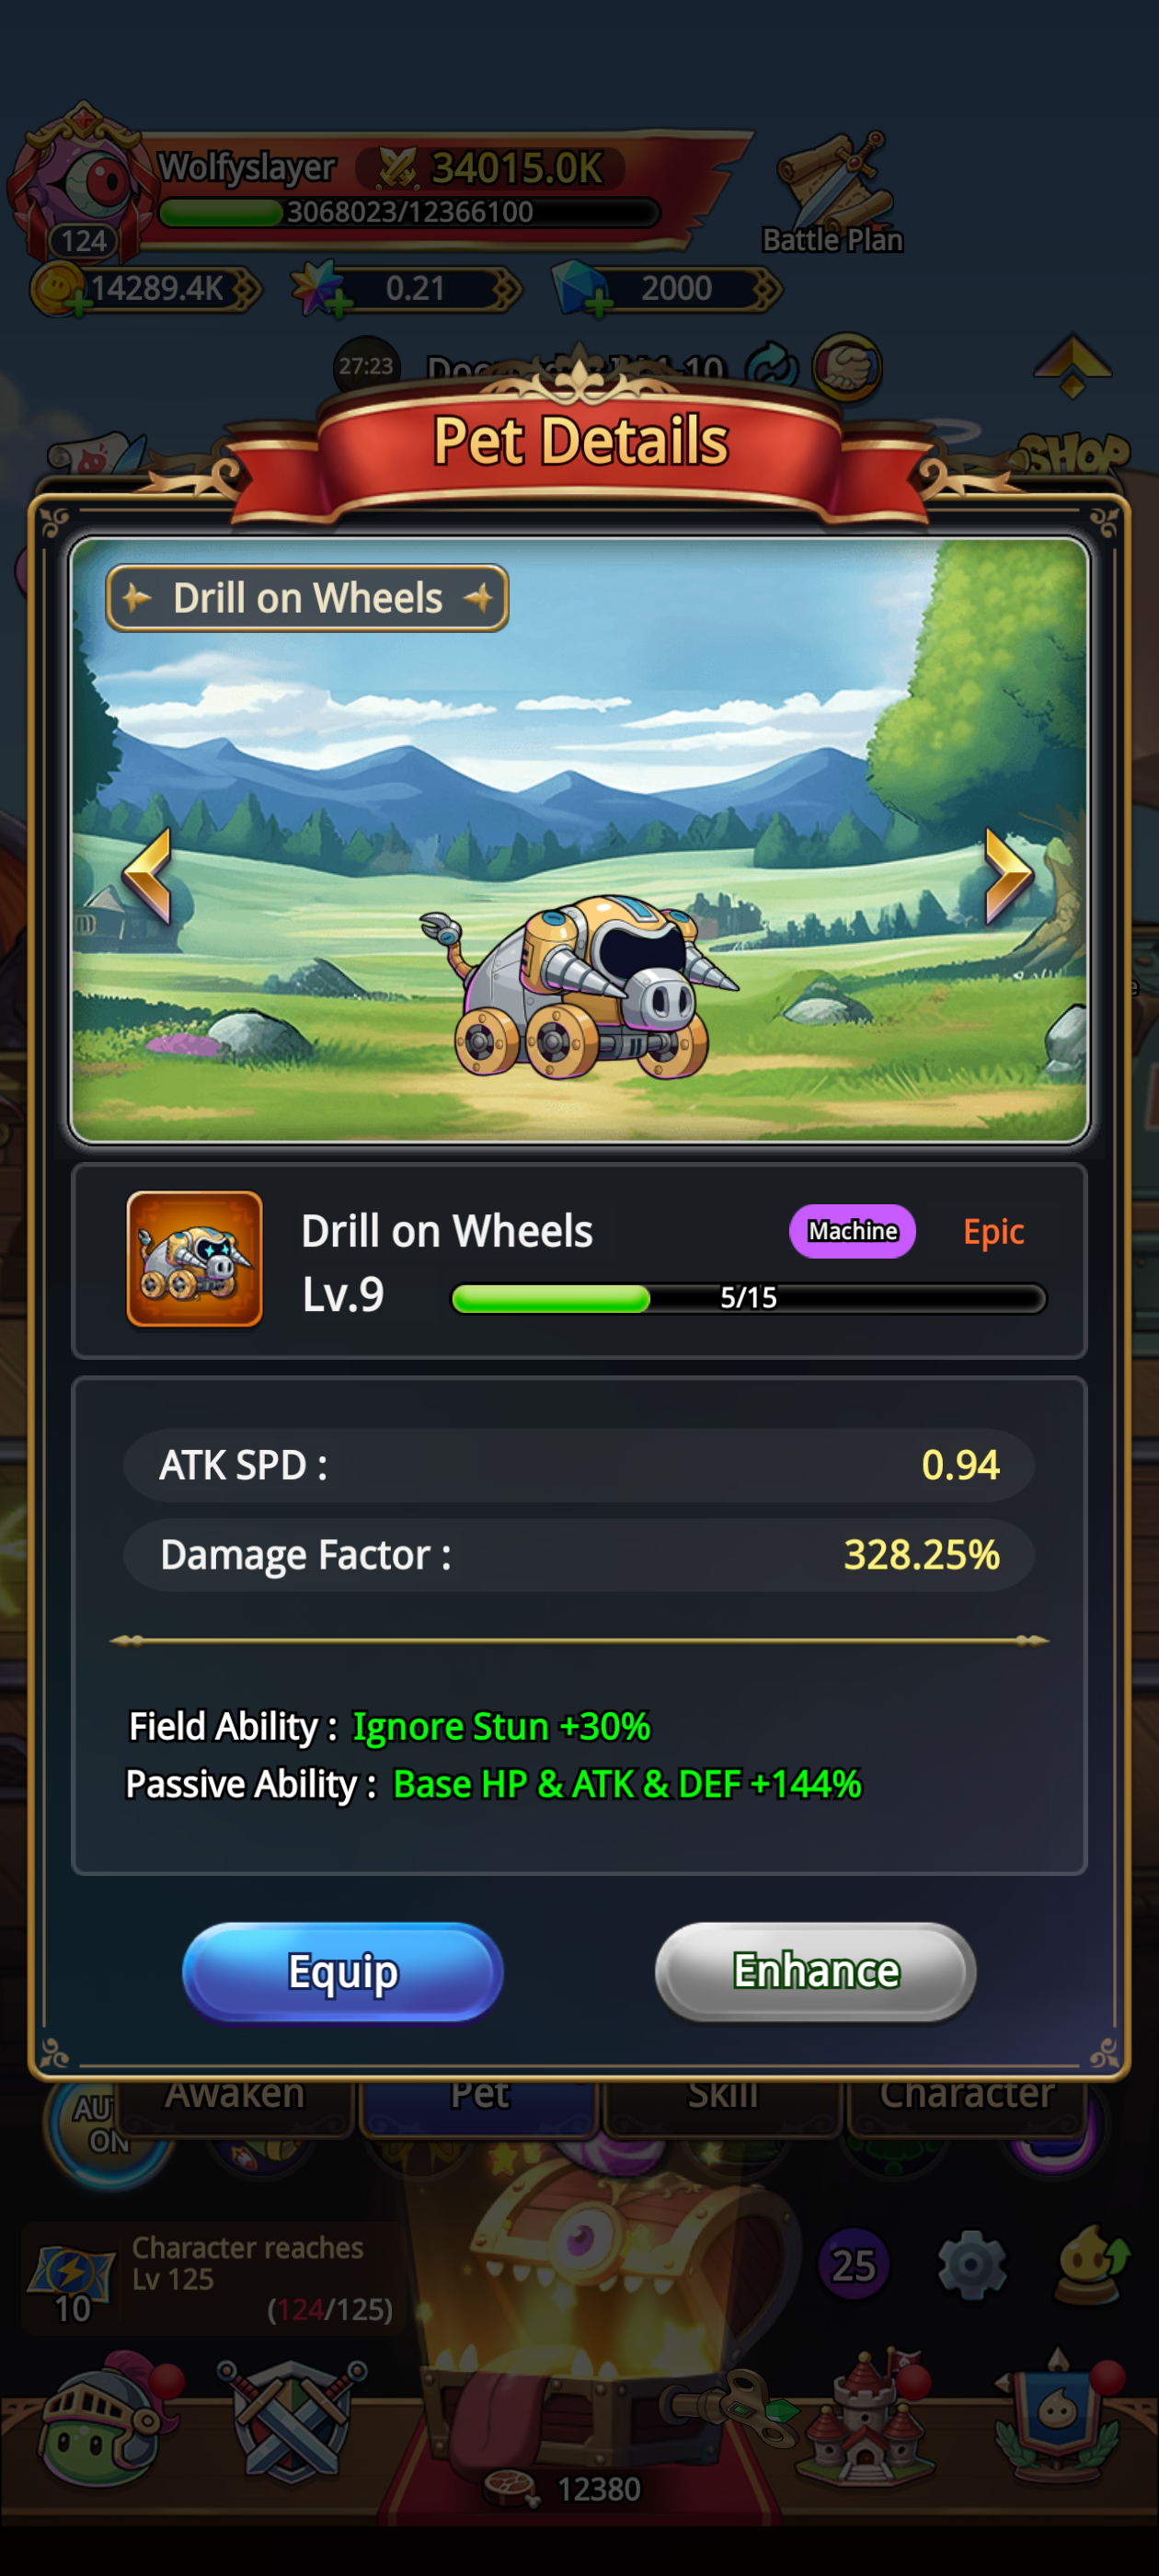 Wolfyslayer
34015.0K
3068023/12366100
124
Battle Plan
14289.4K
0.21
2000
27:23
SHOP
Pet Details
Drill on Wheels
Drill on Wheels
Machine
Epic
Lv.9
5/15
ATK SPD :
0.94
Damage Factor :
328.25%
Field Ability : Ignore Stun +30%
Passive Ability : Base HP & ATK & DEF +144%
Equip
Enhance
Awaken
Pet
Skill
Character
ON
Character reaches
Lv 125
(124/125)
10
25
12380